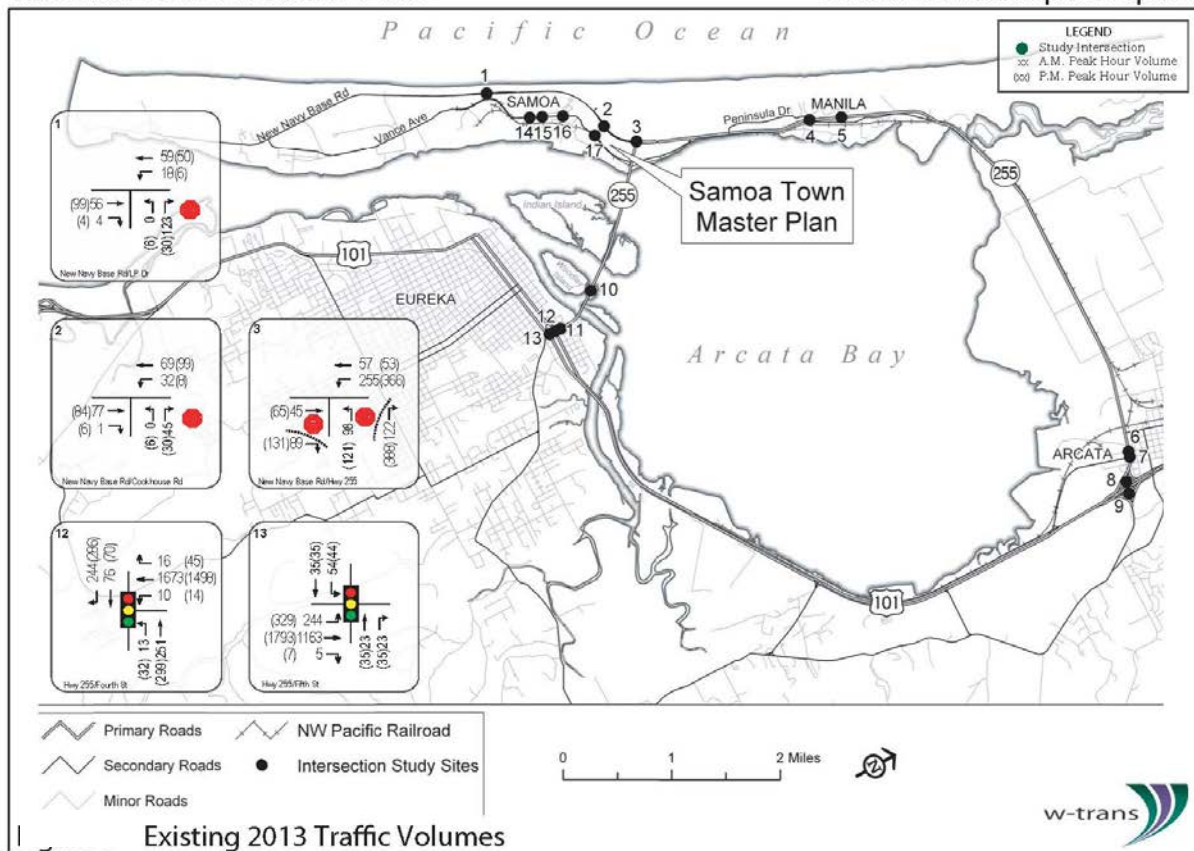 Pacific Ocean
LEGEND
Study Intersection
xx A.M. Peak Hour Volume
(xx) P.M. Peak Hour Volume
1
New Navy Base Rd
SAMOA
Vance Ave
14 15 16
2
17
3
Peninsula Dr
MANILA
4 5
255
255
Samoa Town
Master Plan
Indian Island
101
EUREKA
10
12
11
13
Arcata Bay
ARCATA
6
7
8
9
101
1
59(50)
18(6)
(99)56
(4) 4
(6) 0
(30)123
New Navy Base Rd/LP Dr
2
69(99)
32(8)
(84)77
(6) 1
(6) 0
(30)45
New Navy Base Rd/Cookhouse Rd
3
57 (53)
255(366)
(65)45
(131)89
(121) 98
(388)122
New Navy Base Rd/Hwy 255
12
244(286)
76 (70)
16 (45)
1673(1498)
10 (14)
(32) 13
(299)251
Hwy 255/Fourth St
13
35(35)
54(44)
(329) 244
(1793)1163
(7) 5
(35)23
(35)23
Hwy 255/Fifth St
Primary Roads
NW Pacific Railroad
Secondary Roads
Intersection Study Sites
Minor Roads
0 1 2 Miles
Z
w-trans
Existing 2013 Traffic Volumes